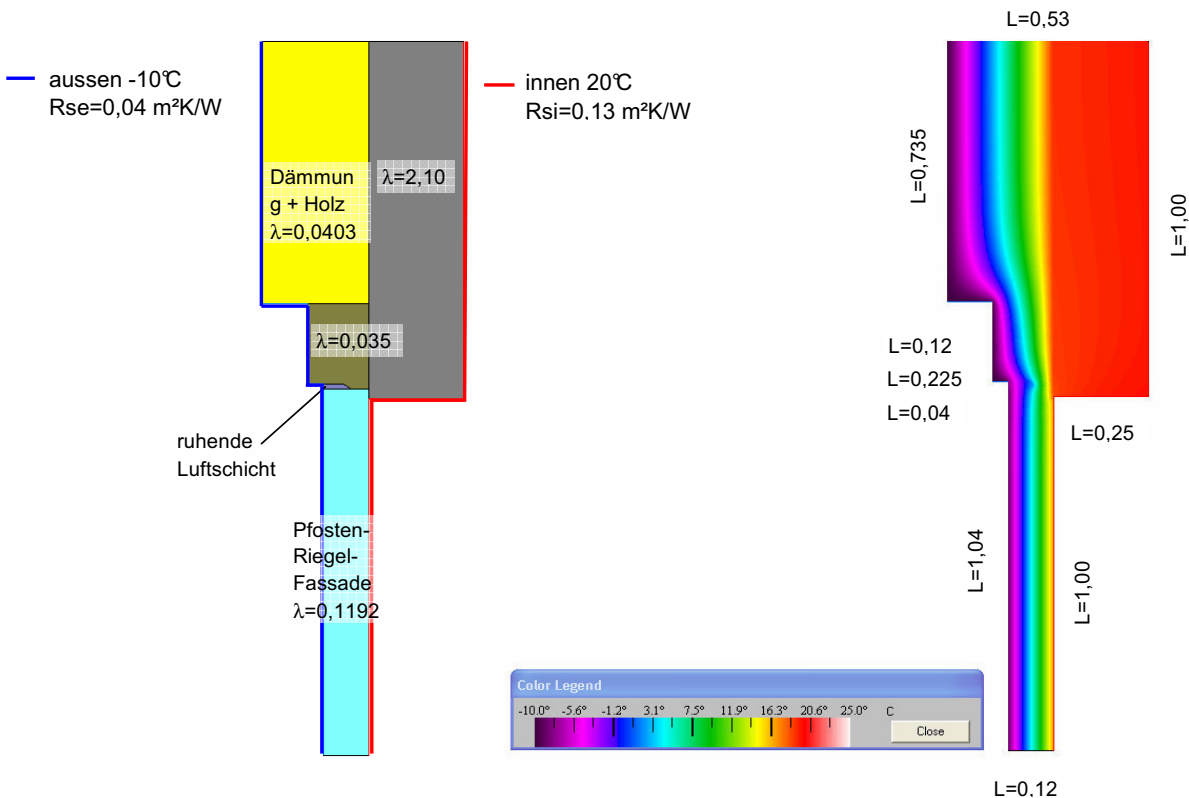 L=0,53
aussen -10°C
Rse=0,04 m²K/W
innen 20°C
Rsi=0,13 m²K/W
Dämmun
g + Holz
λ=0,0403
λ=2,10
L=0,735
L=1,00
λ=0,035
L=0,12
L=0,225
L=0,04
L=0,25
ruhende
Luftschicht
Pfosten-
Riegel-
Fassade
λ=0,1192
L=1,04
L=1,00
Color Legend
-10.0° -5.6° -1.2° 3.1° 7.5° 11.9° 16.3° 20.6° 25.0° C
Close
L=0,12